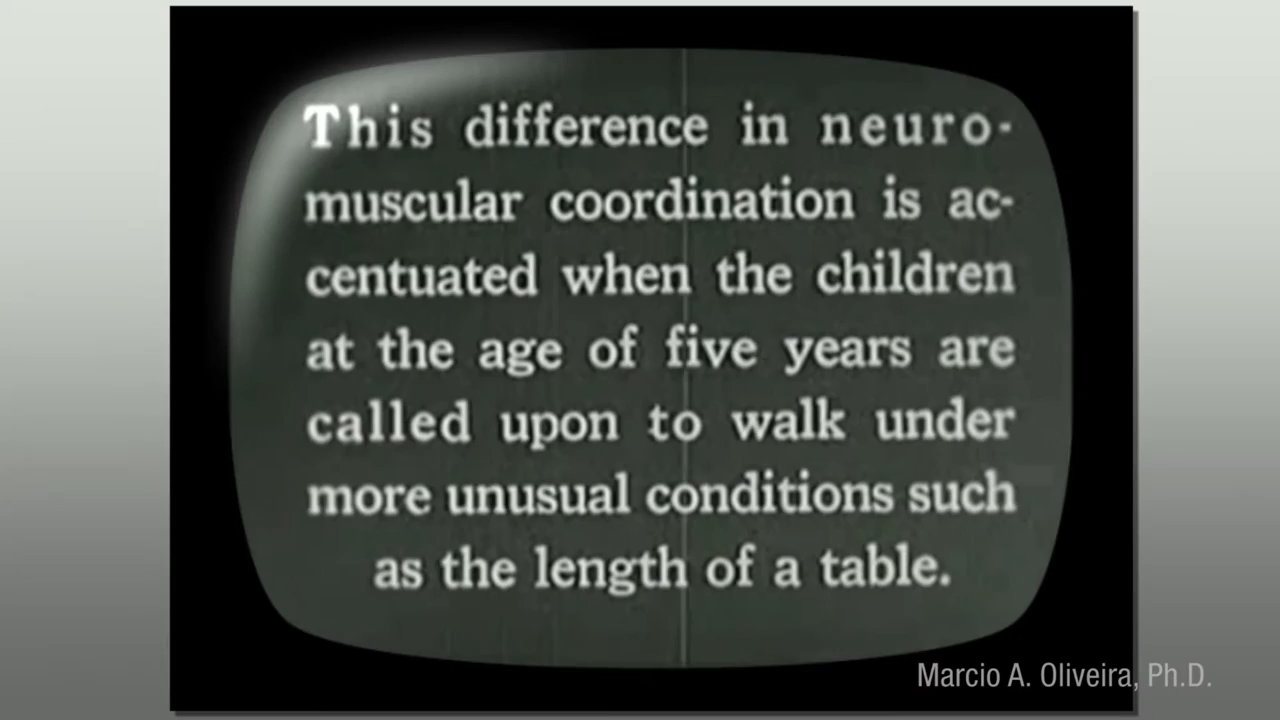 This difference in neuro-
muscular coordination is ac-
centuated when the children
at the age of five years are
called upon to walk under
more unusual conditions such
as the length of a table.
Marcio A. Oliveira, Ph.D.